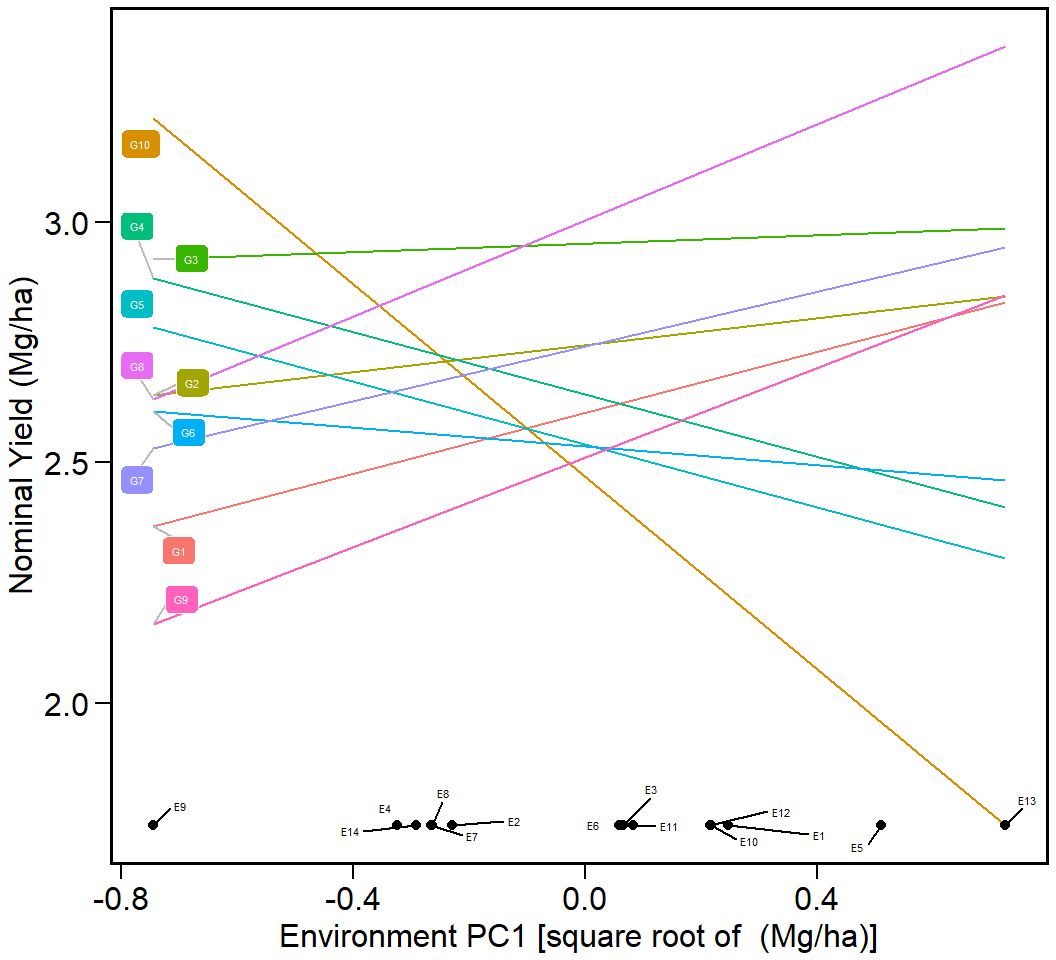 G10
3.0
G4
G3
G5
G8
G2
G6
2.5
G7
G1
G9
2.0
Nominal Yield (Mg/ha)
E9
E4
E14
E8
E7
E2
E6
E3
E11
E12
E10
E1
E5
E13
-0.8
-0.4
0.0
0.4
Environment PC1 [square root of  (Mg/ha)]